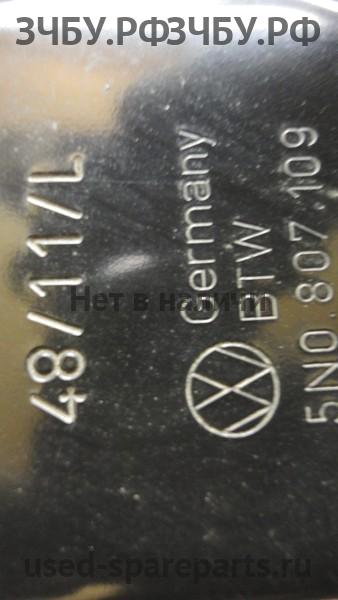 ЗЧБУ.РФЗЧБУ.РФ
48/11/L
Germany
BTW
5N0.807.109
Нет в наличии
used-spareparts.ru